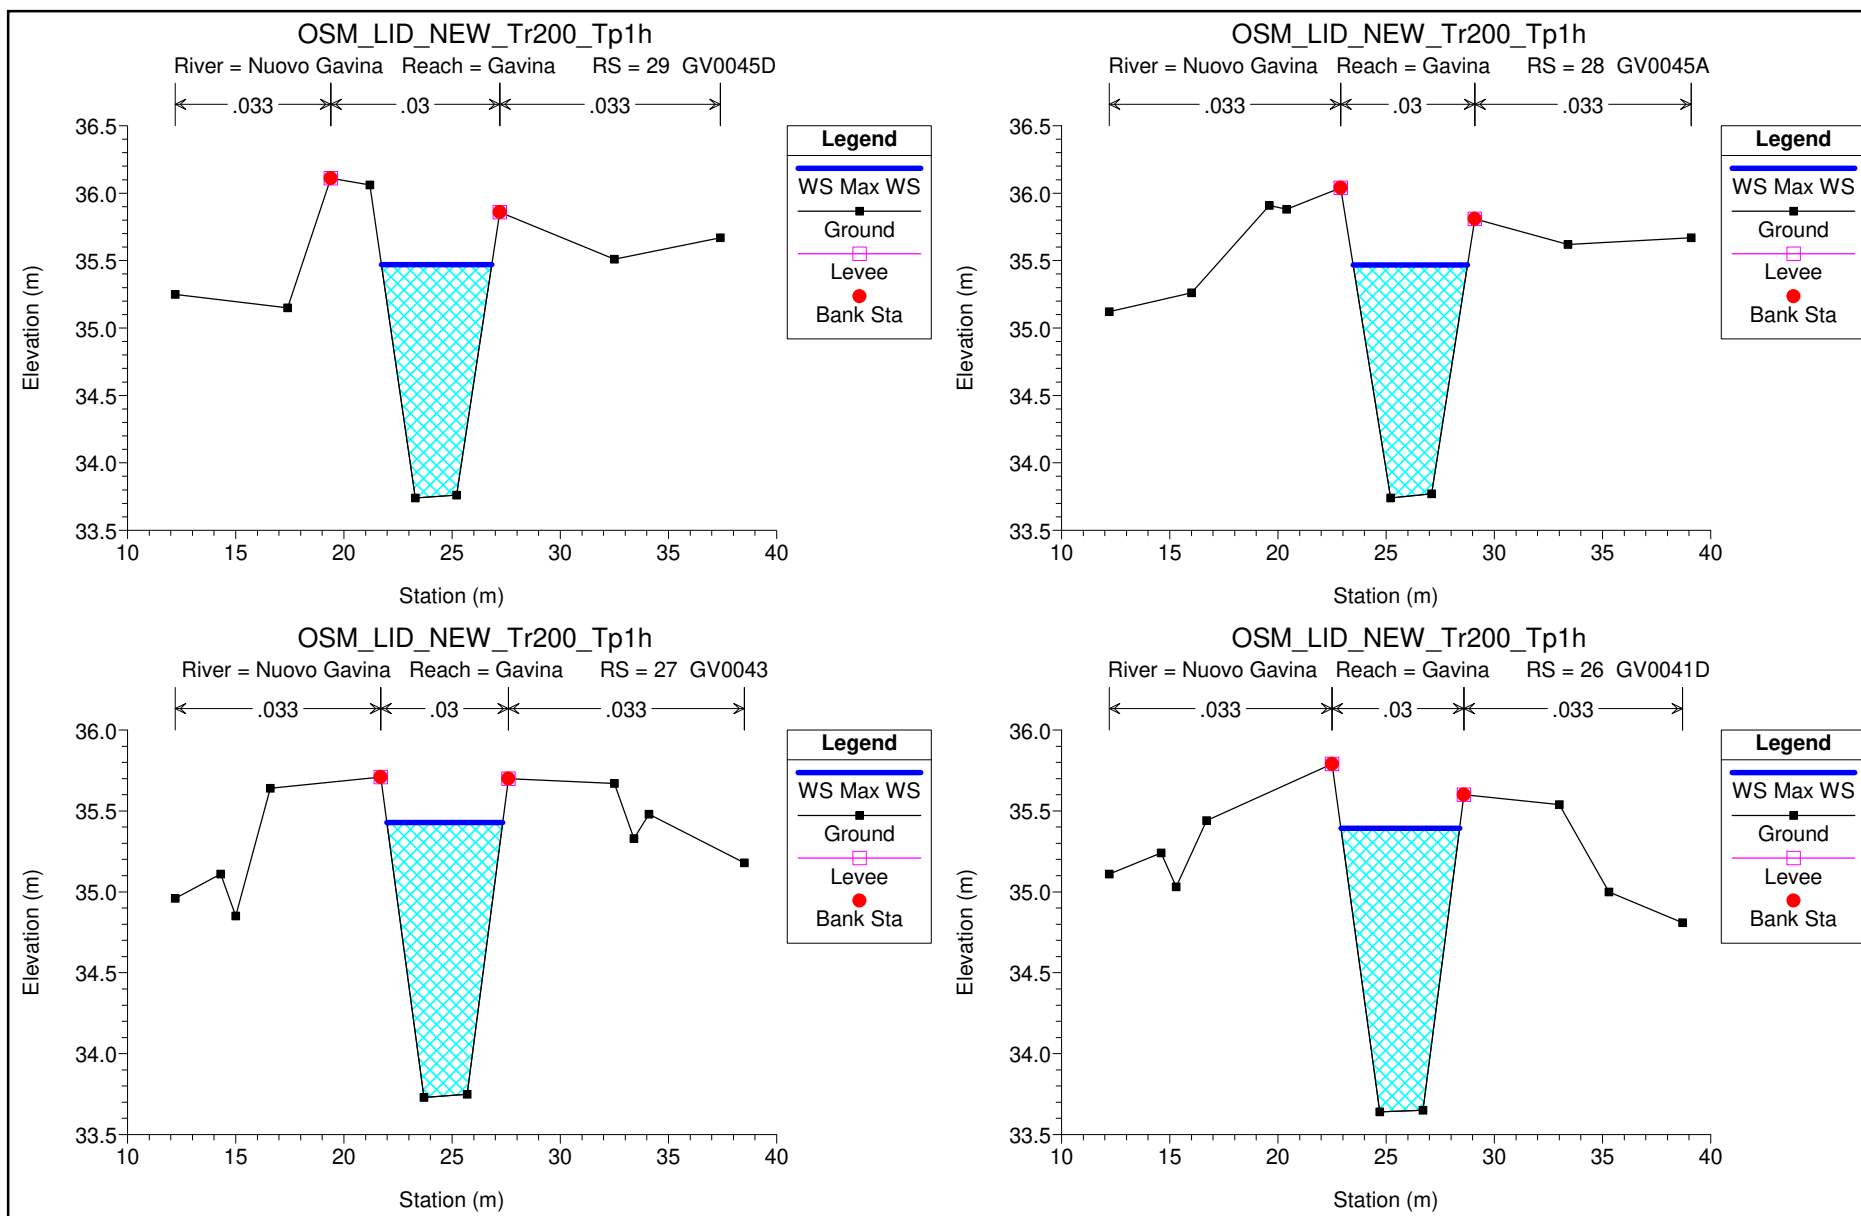 OSM_LID_NEW_Tr200_Tp1h
River = Nuovo Gavina Reach = Gavina RS = 29 GV0045D
.033 .03 .033
36.5
36.0
35.5
35.0
34.5
34.0
33.5
10 15 20 25 30 35 40
Station (m)
Elevation (m)
Legend
WS Max WS
Ground
Levee
Bank Sta
OSM_LID_NEW_Tr200_Tp1h
River = Nuovo Gavina Reach = Gavina RS = 28 GV0045A
.033 .03 .033
36.5
36.0
35.5
35.0
34.5
34.0
33.5
10 15 20 25 30 35 40
Station (m)
Elevation (m)
Legend
WS Max WS
Ground
Levee
Bank Sta
OSM_LID_NEW_Tr200_Tp1h
River = Nuovo Gavina Reach = Gavina RS = 27 GV0043
.033 .03 .033
36.0
35.5
35.0
34.5
34.0
33.5
10 15 20 25 30 35 40
Station (m)
Elevation (m)
Legend
WS Max WS
Ground
Levee
Bank Sta
OSM_LID_NEW_Tr200_Tp1h
River = Nuovo Gavina Reach = Gavina RS = 26 GV0041D
.033 .03 .033
36.0
35.5
35.0
34.5
34.0
33.5
10 15 20 25 30 35 40
Station (m)
Elevation (m)
Legend
WS Max WS
Ground
Levee
Bank Sta